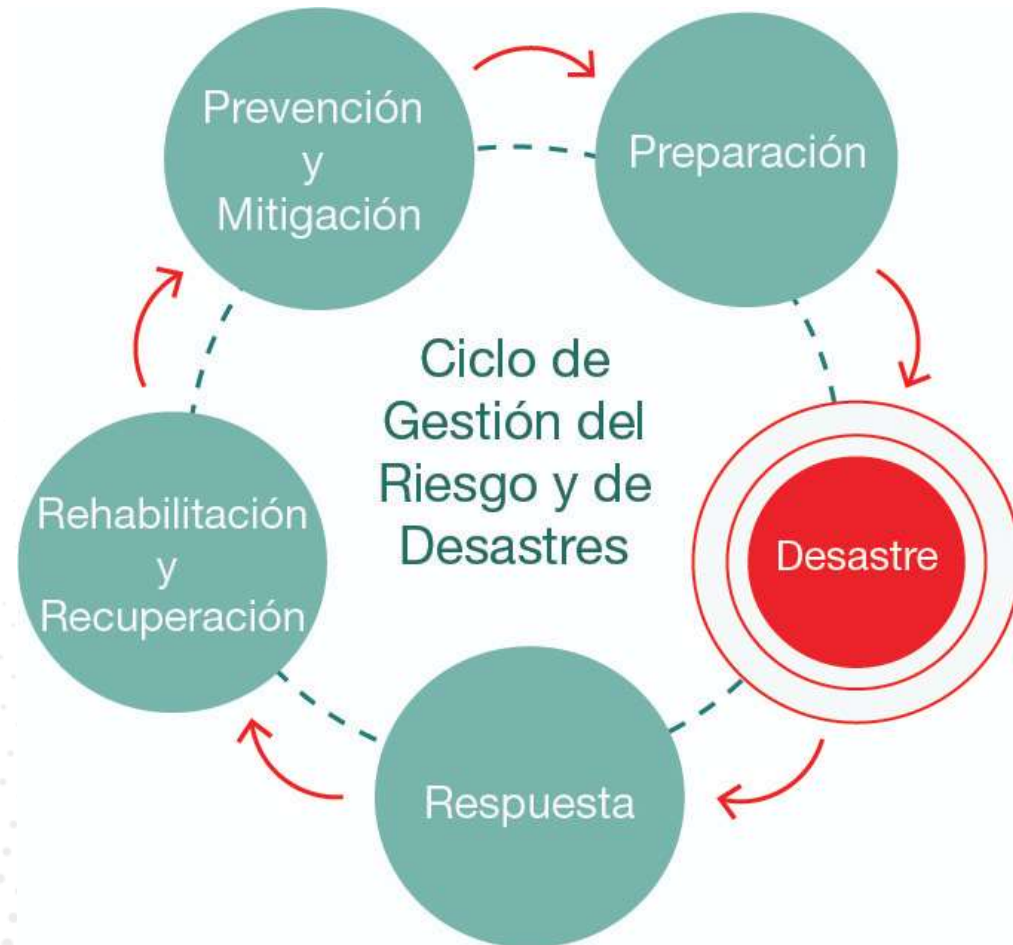 Prevención
y
Mitigación
Preparación
Ciclo de
Gestión del
Riesgo y de
Desastres
Desastre
Rehabilitación
y
Recuperación
Respuesta